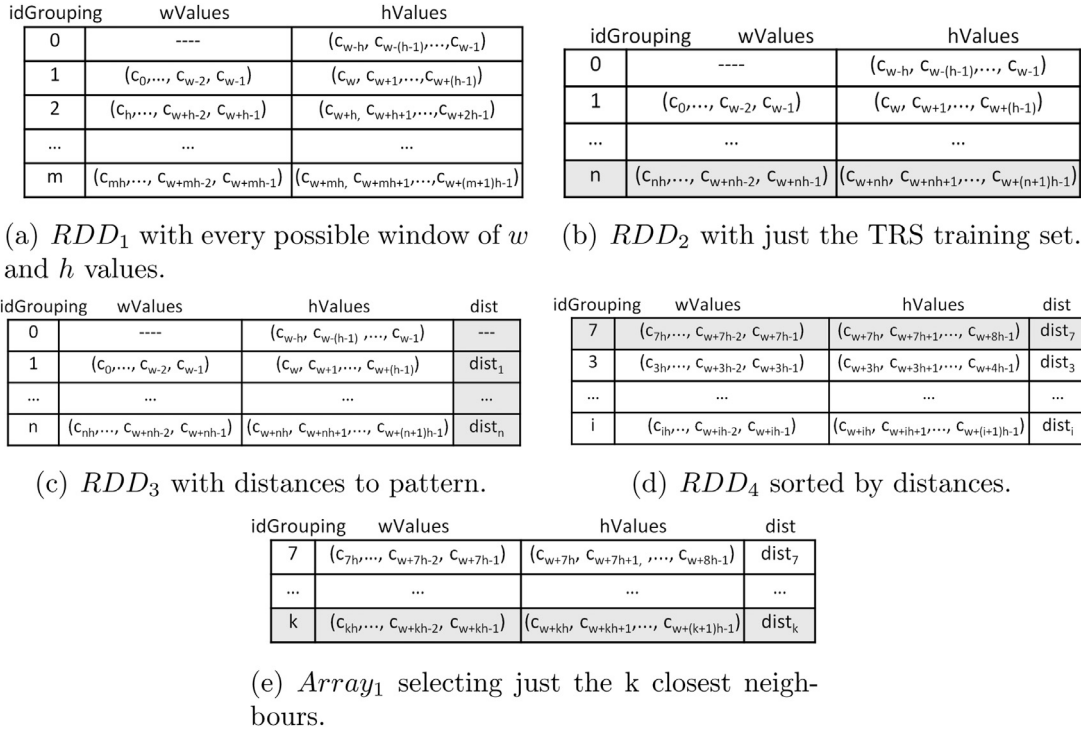 idGrouping wValues hValues
0 ---- (c_{w-h}, c_{w-(h-1)},...,c_{w-1})
1 (c_0,..., c_{w-2}, c_{w-1}) (c_w, c_{w+1},...,c_{w+(h-1)})
2 (c_h,..., c_{w+h-2}, c_{w+h-1}) (c_{w+h,} c_{w+h+1},...,c_{w+2h-1})
... ... ...
m (c_{mh},..., c_{w+mh-2}, c_{w+mh-1}) (c_{w+mh,} c_{w+mh+1},...,c_{w+(m+1)h-1})
(a) RDD_1 with every possible window of w
and h values.
idGrouping wValues hValues
0 ---- (c_{w-h}, c_{w-(h-1)},..., c_{w-1})
1 (c_0,..., c_{w-2}, c_{w-1}) (c_w, c_{w+1},..., c_{w+(h-1)})
... ... ...
n (c_{nh},..., c_{w+nh-2}, c_{w+nh-1}) (c_{w+nh}, c_{w+nh+1},..., c_{w+(n+1)h-1})
(b) RDD_2 with just the TRS training set.
idGrouping wValues hValues dist
0 ---- (c_{w-h}, c_{w-(h-1)} ,..., c_{w-1}) ---
1 (c_0,..., c_{w-2}, c_{w-1}) (c_w, c_{w+1},..., c_{w+(h-1)}) dist_1
... ... ... ...
n (c_{nh},..., c_{w+nh-2}, c_{w+nh-1}) (c_{w+nh}, c_{w+nh+1},..., c_{w+(n+1)h-1}) dist_n
(c) RDD_3 with distances to pattern.
idGrouping wValues hValues dist
7 (c_{7h},..., c_{w+7h-2}, c_{w+7h-1}) (c_{w+7h}, c_{w+7h+1},..., c_{w+8h-1}) dist_7
3 (c_{3h},..., c_{w+3h-2}, c_{w+3h-1}) (c_{w+3h}, c_{w+3h+1},..., c_{w+4h-1}) dist_3
... ... ... ...
i (c_{ih},..., c_{w+ih-2}, c_{w+ih-1}) (c_{w+ih}, c_{w+ih+1},..., c_{w+(i+1)h-1}) dist_i
(d) RDD_4 sorted by distances.
idGrouping wValues hValues dist
7 (c_{7h},..., c_{w+7h-2}, c_{w+7h-1}) (c_{w+7h}, c_{w+7h+1,} ,..., c_{w+8h-1}) dist_7
... ... ... ...
k (c_{kh},..., c_{w+kh-2}, c_{w+kh-1}) (c_{w+kh}, c_{w+kh+1},..., c_{w+(k+1)h-1}) dist_k
(e) Array_1 selecting just the k closest neigh-
bours.